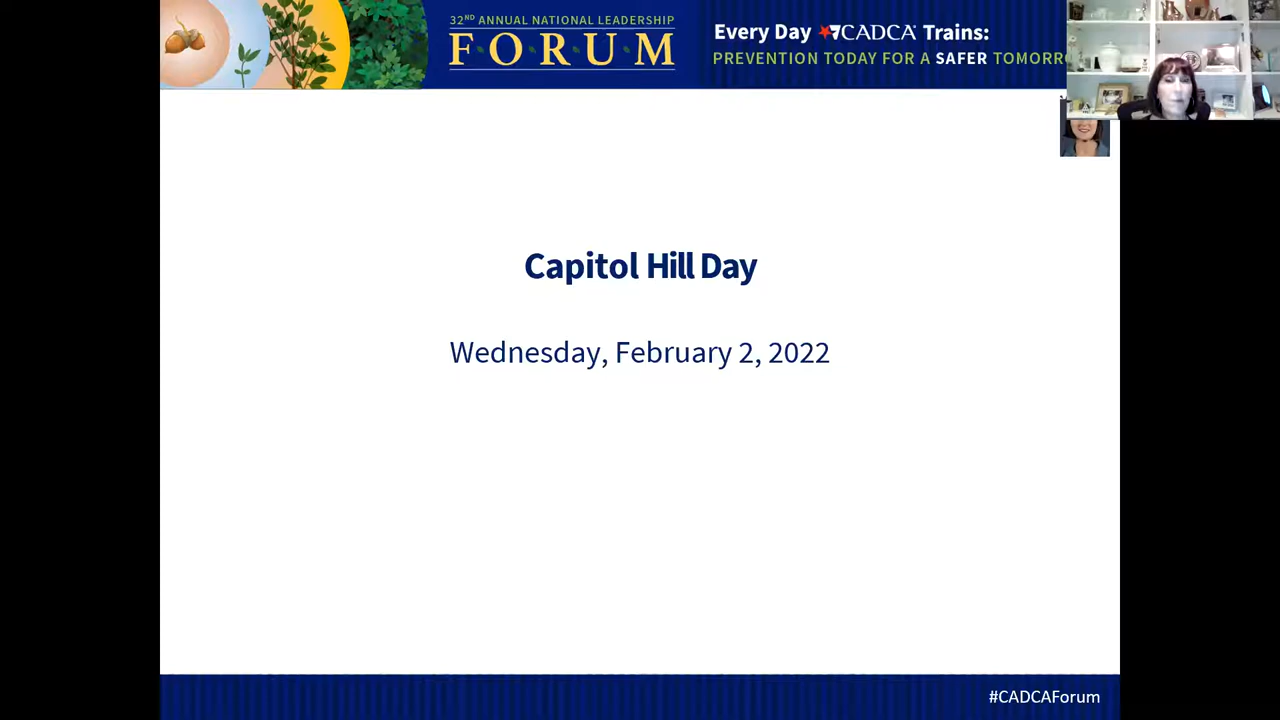 32ND ANNUAL NATIONAL LEADERSHIP
FORUM
Every Day CADCA Trains:
PREVENTION TODAY FOR A SAFER TOMORR
Capitol Hill Day
Wednesday, February 2, 2022
#CADCAForum